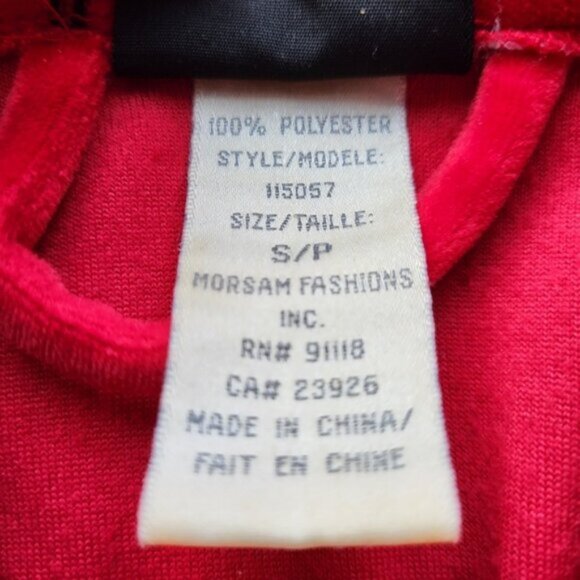 100% POLYESTER
STYLE/MODELE:
115057
SIZE/TAILLE:
S/P
MORSAM FASHIONS
INC.
RN# 91118
CA# 23926
MADE IN CHINA/
FAIT EN CHINE